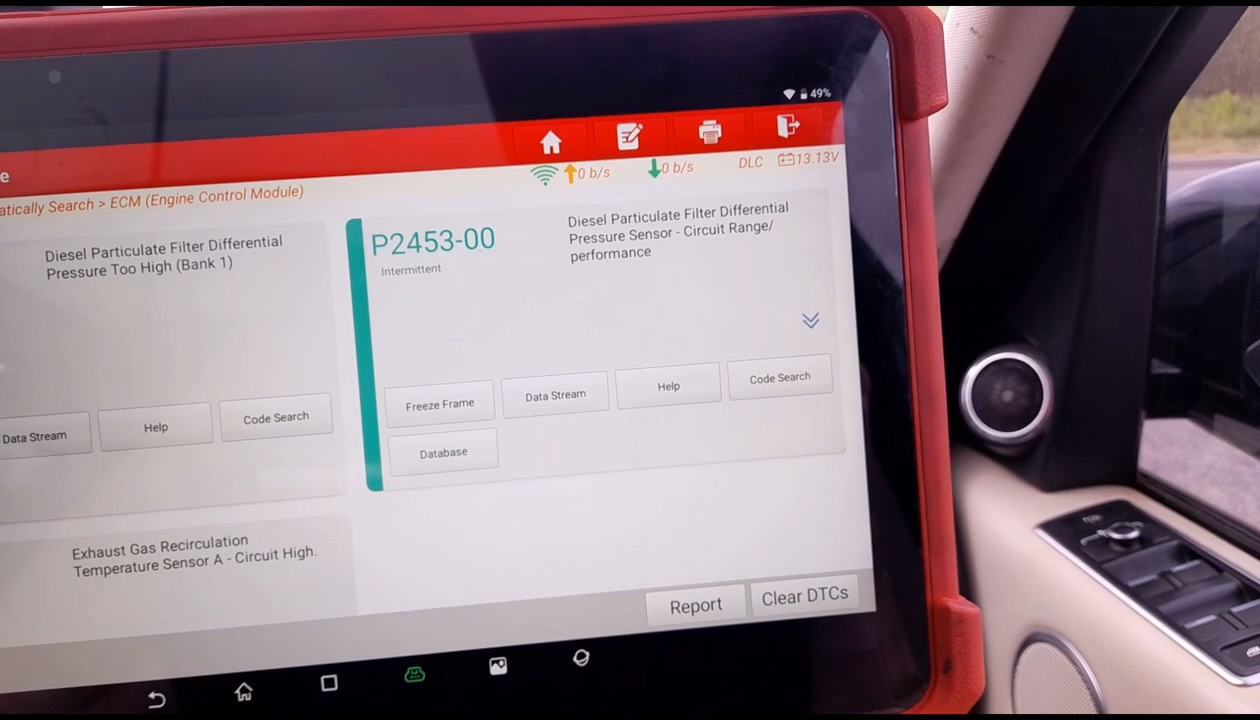 49%
e
0 b/s
0 b/s
DLC
13.13V
atically Search > ECM (Engine Control Module)
Diesel Particulate Filter Differential
Pressure Too High (Bank 1)
Data Stream
Help
Code Search
P2453-00
Intermittent
Diesel Particulate Filter Differential
Pressure Sensor - Circuit Range/
performance
Freeze Frame
Data Stream
Help
Code Search
Database
Exhaust Gas Recirculation
Temperature Sensor A - Circuit High.
Report
Clear DTCs